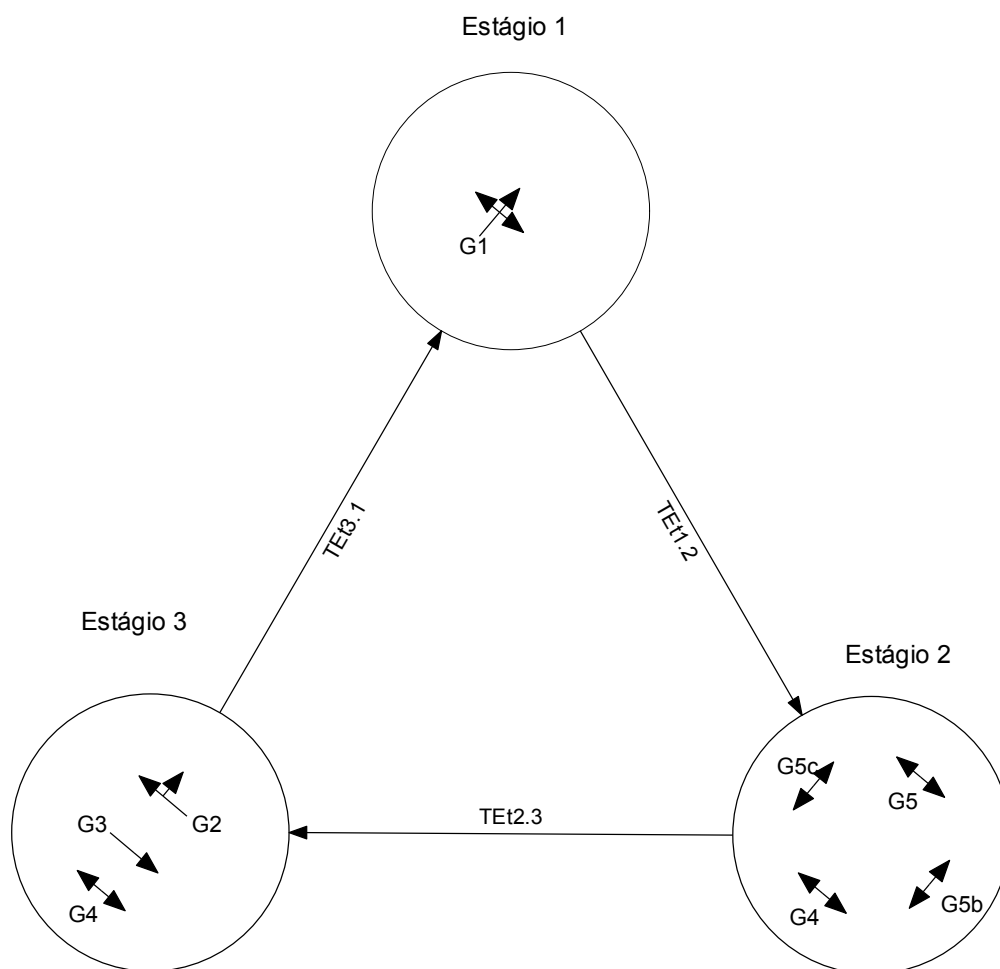 Estágio 1
G1
TEt3.1
TEt1.2
Estágio 3
Estágio 2
G5c
G5
TEt2.3
G3
G2
G4
G4
G5b